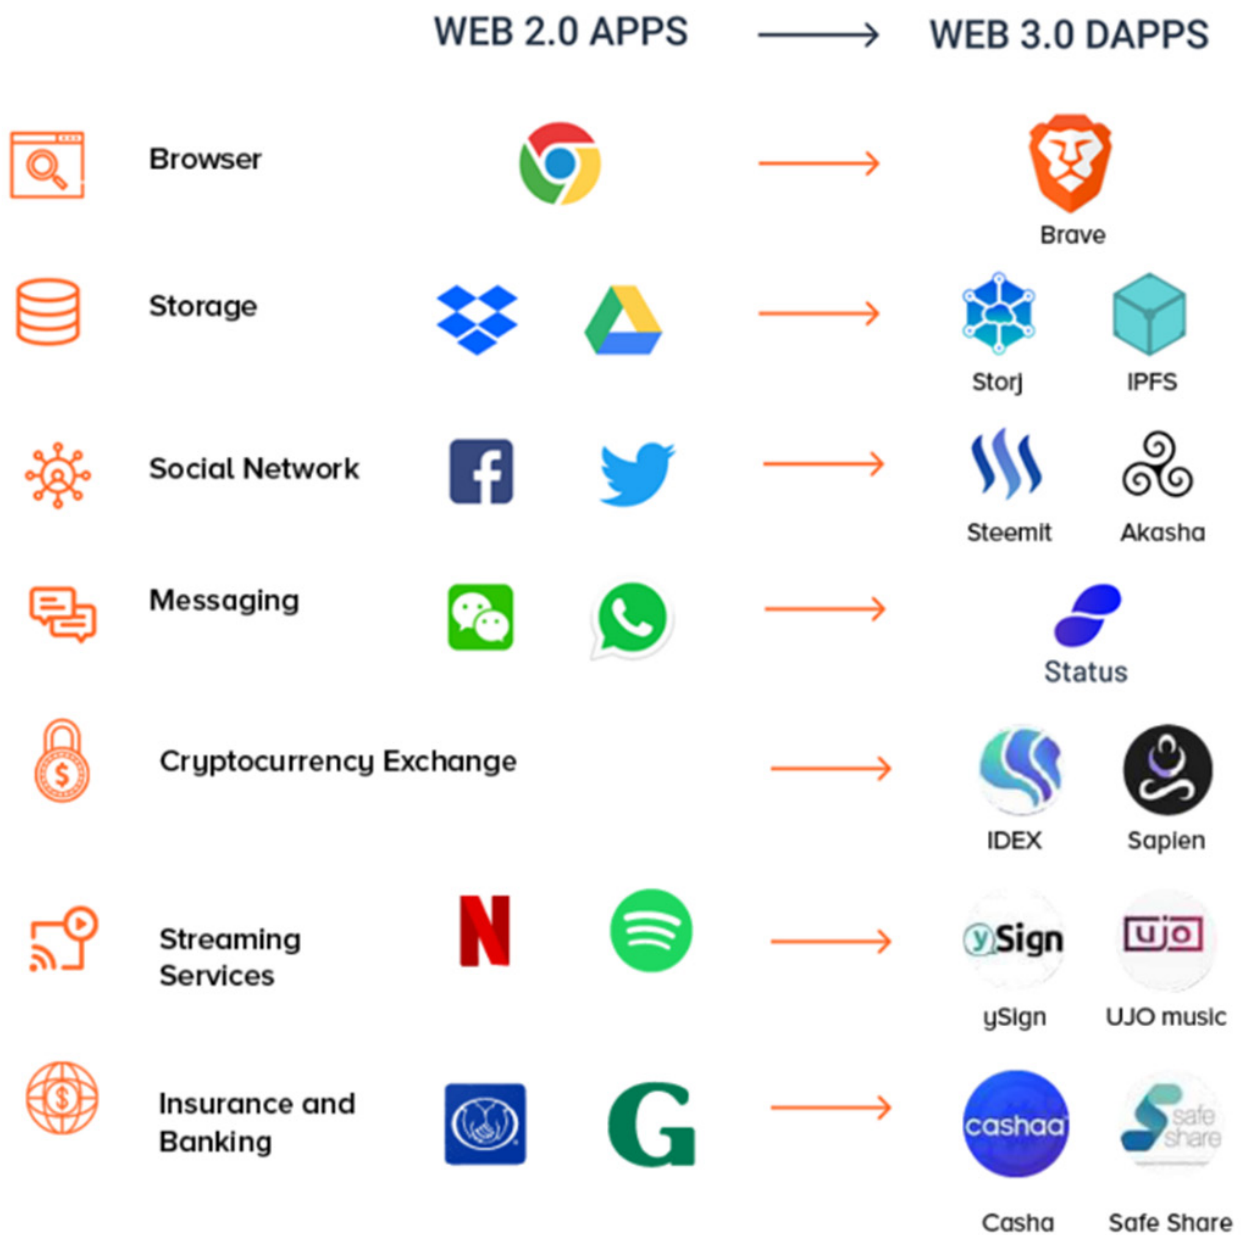 WEB 2.0 APPS
WEB 3.0 DAPPS
Browser
Brave
Storage
Storj
IPFS
Social Network
Steemit
Akasha
Messaging
Status
$
Cryptocurrency Exchange
IDEX
Sapien
Streaming
Services
N
ySign
ujo
ySign
UJO music
$
Insurance and
Banking
G
cashaa
safe
share
Casha
Safe Share